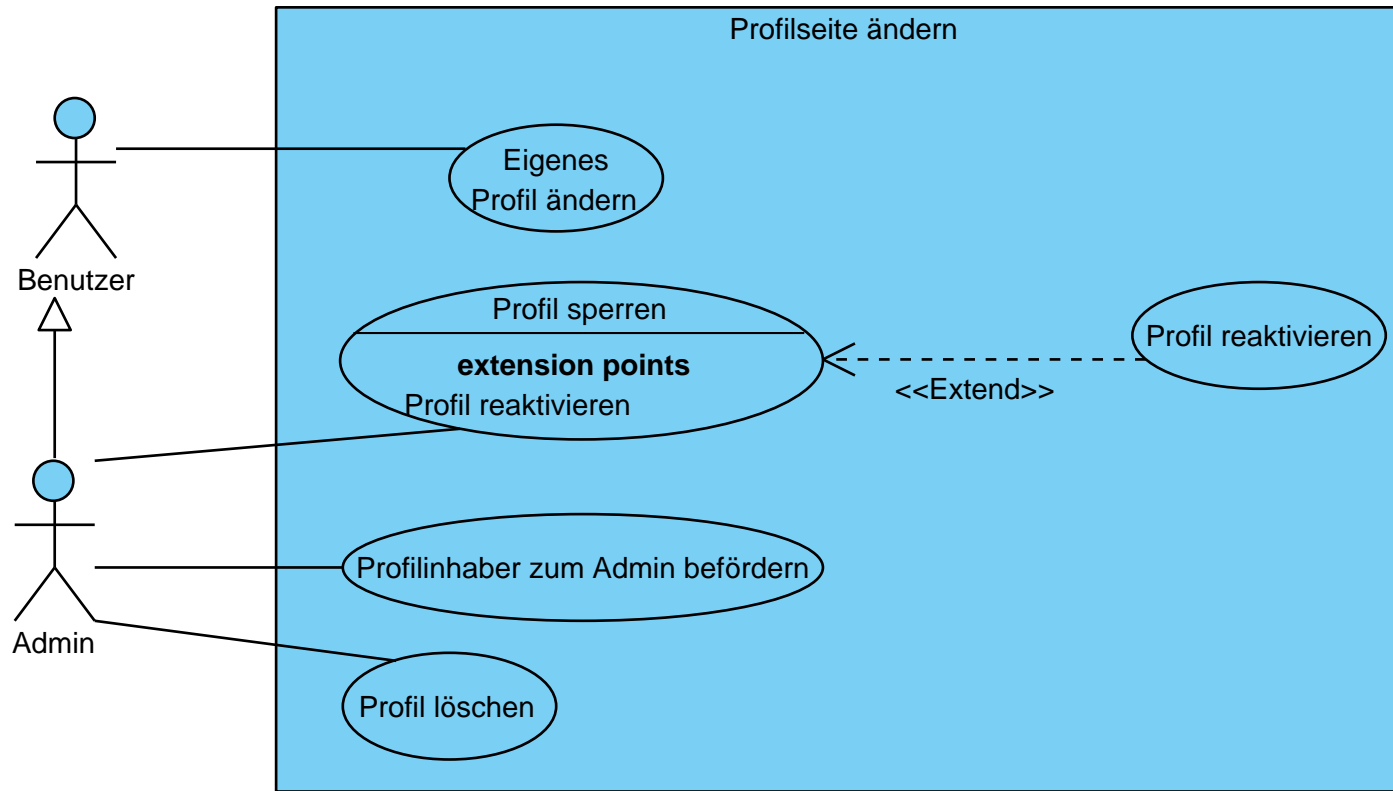 Profilseite ändern
Eigenes
Profil ändern
Benutzer
Profil sperren
extension points
Profil reaktivieren
Profil reaktivieren
<<Extend>>
Profilinhaber zum Admin befördern
Admin
Profil löschen